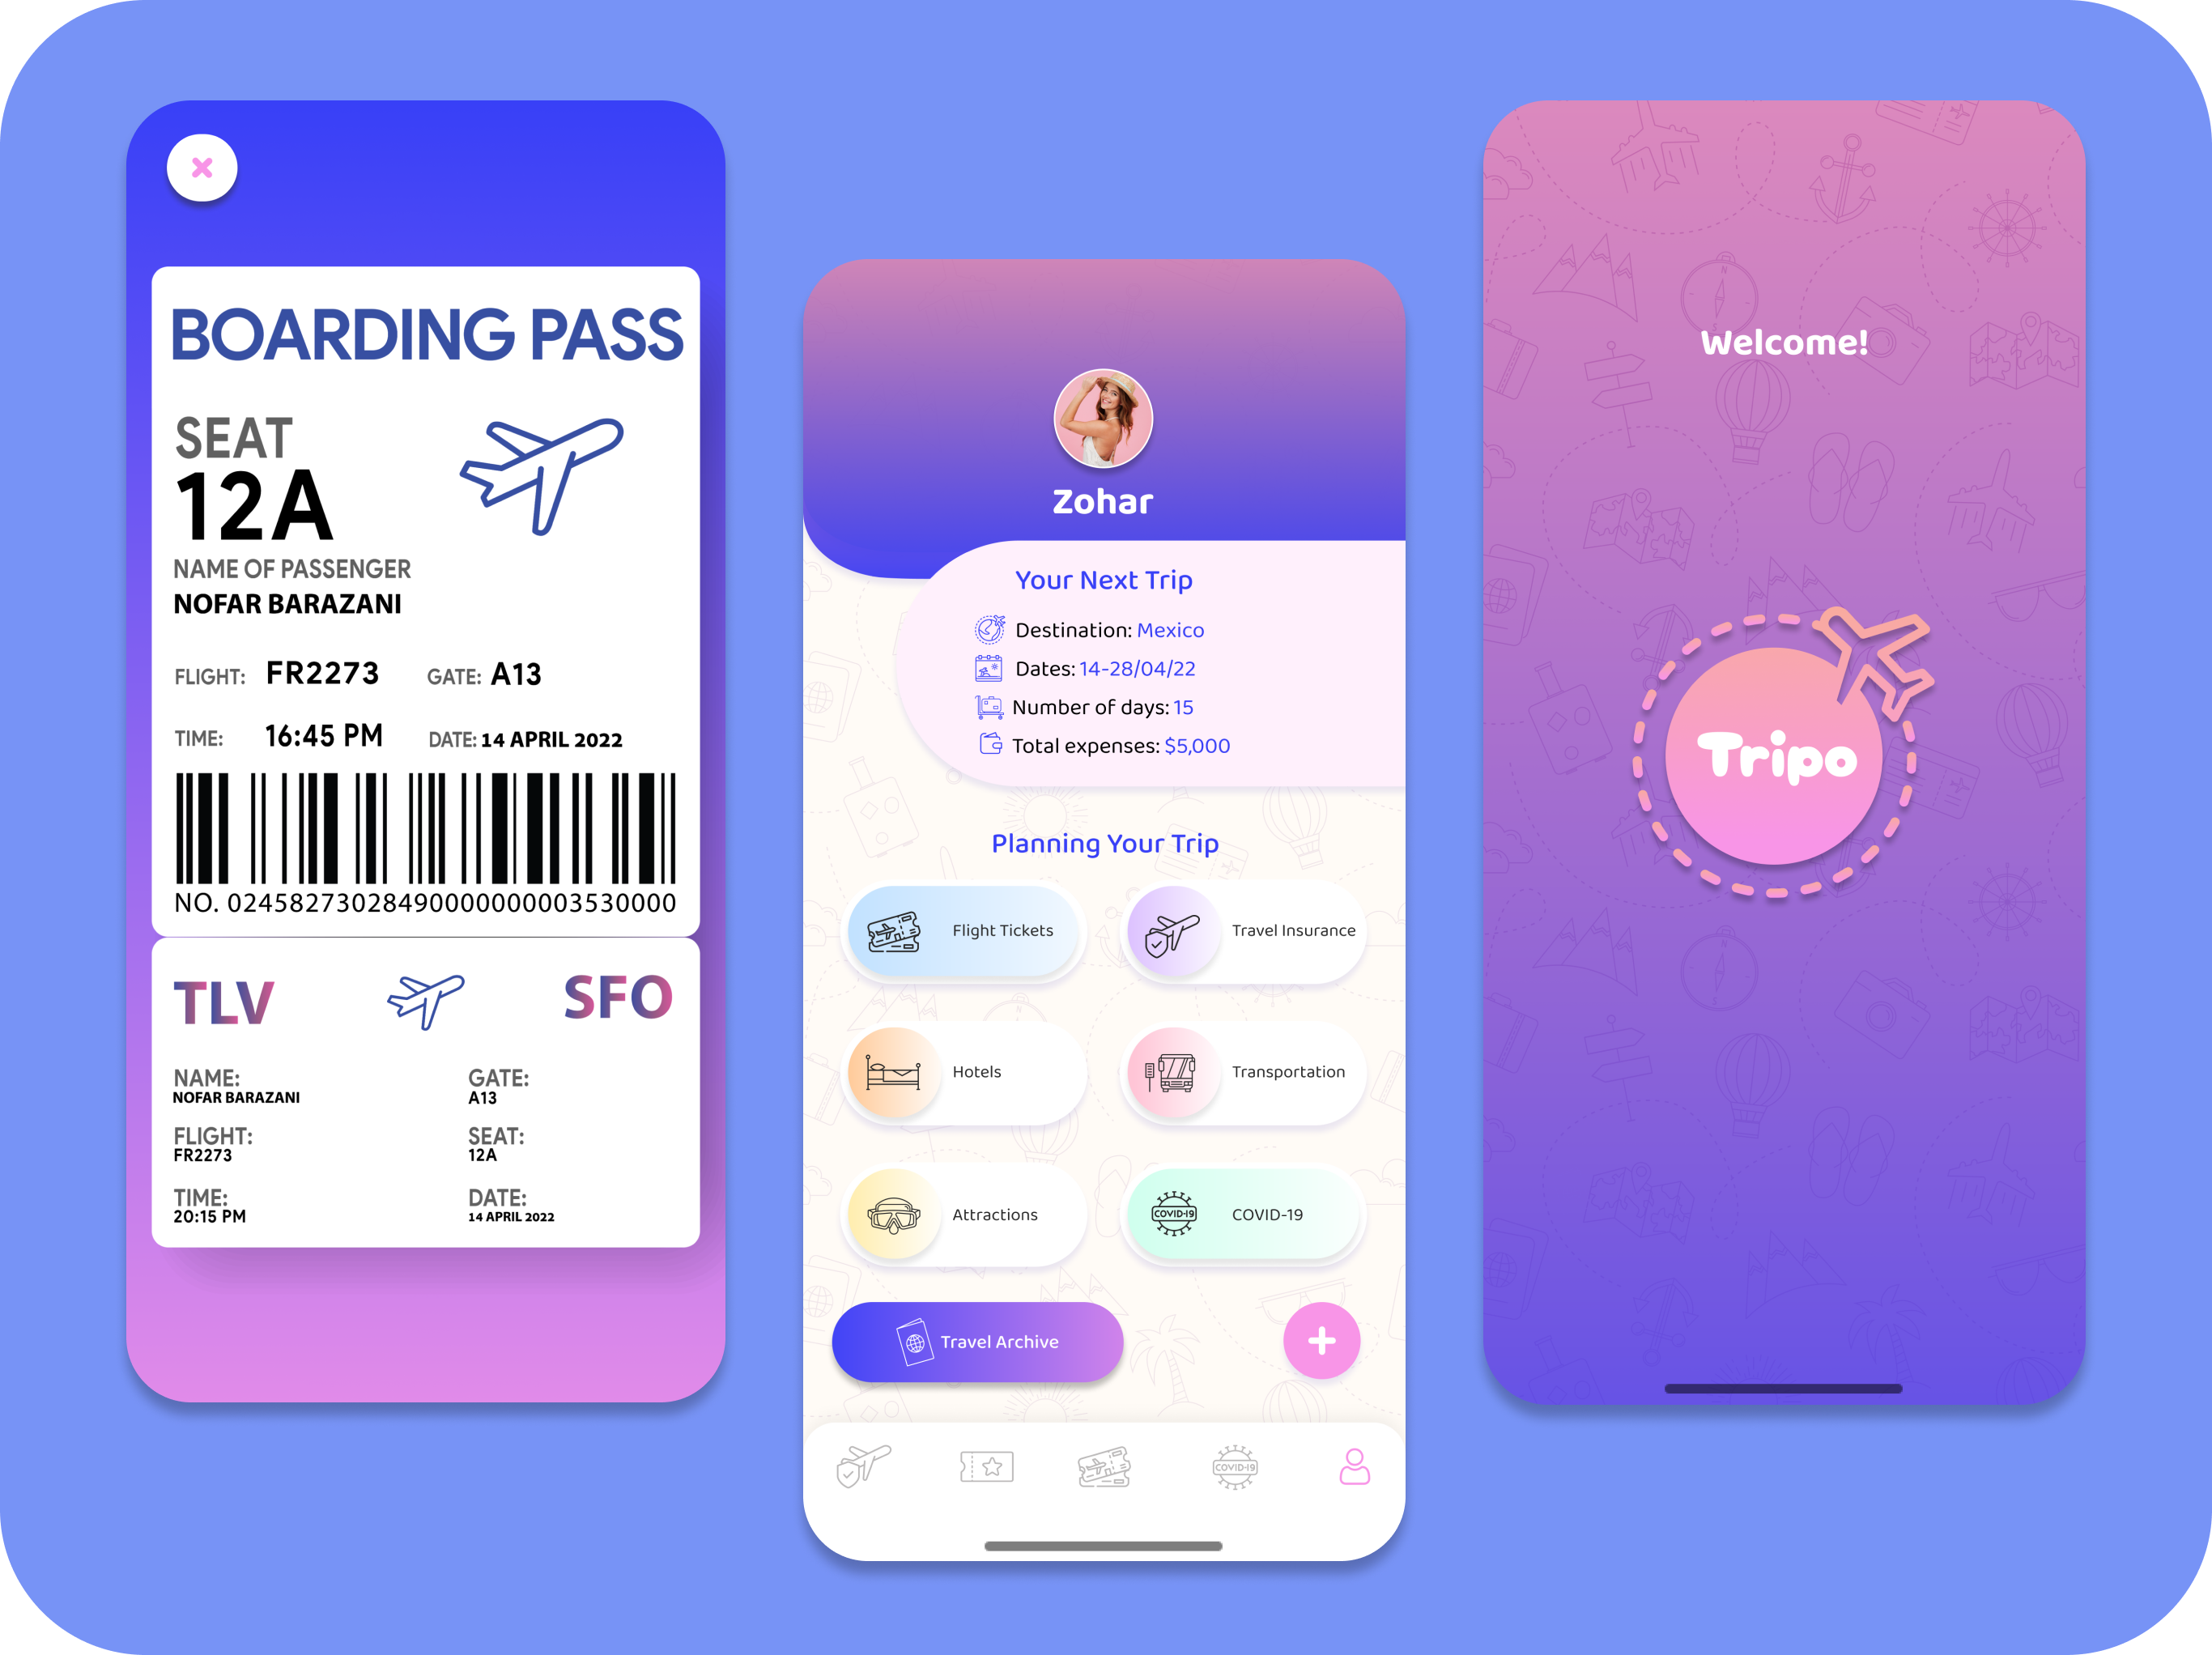 BOARDING PASS
SEAT
12A
NAME OF PASSENGER
NOFAR BARAZANI
FLIGHT: FR2273 GATE: A13
TIME: 16:45 PM DATE: 14 APRIL 2022
NO. 02458273028490000000003530000
TLV SFO
NAME: GATE:
NOFAR BARAZANI A13
FLIGHT: SEAT:
FR2273 12A
TIME: DATE:
20:15 PM 14 APRIL 2022
Zohar
Your Next Trip
Destination: Mexico
Dates: 14-28/04/22
Number of days: 15
Total expenses: $5,000
Planning Your Trip
Flight Tickets Travel Insurance
Hotels Transportation
Attractions COVID-19 COVID-19
Travel Archive
COVID-19
Welcome!
N
Tripo
N